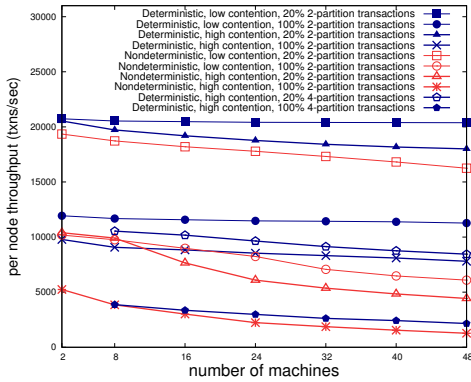 30000
25000
20000
15000
10000
5000
0
per node throughput (txns/sec)
Deterministic, low contention, 20% 2-partition transactions
Deterministic, low contention, 100% 2-partition transactions
Deterministic, high contention, 20% 2-partition transactions
Deterministic, high contention, 100% 2-partition transactions
Nondeterministic, low contention, 20% 2-partition transactions
Nondeterministic, low contention, 100% 2-partition transactions
Nondeterministic, high contention, 20% 2-partition transactions
Nondeterministic, high contention, 100% 2-partition transactions
Deterministic, high contention, 20% 4-partition transactions
Deterministic, high contention, 100% 4-partition transactions
2 8 16 24 32 40 48
number of machines